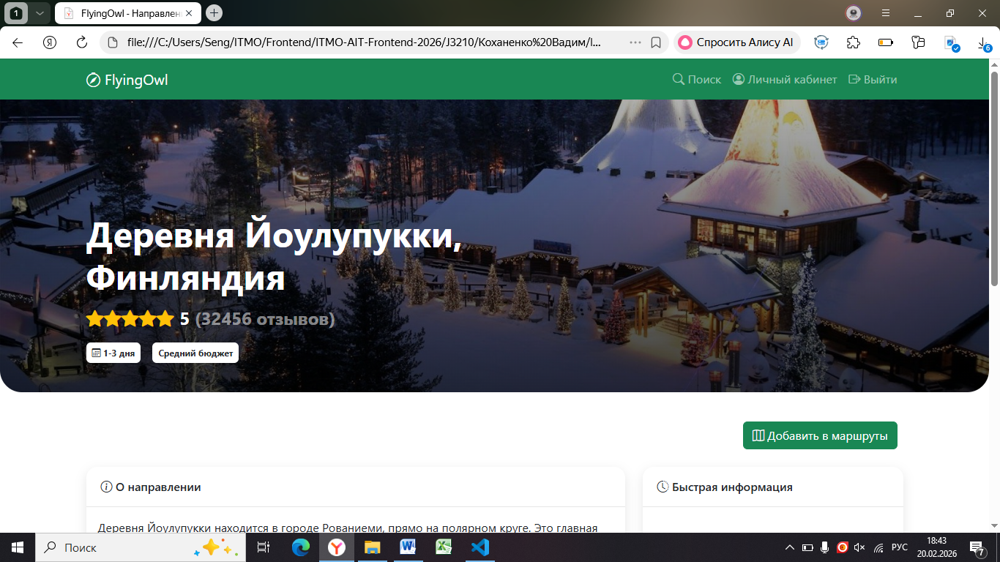 1
FlyingOwl - Направлен
file:///C:/Users/Seng/ITMO/Frontend/ITMO-AIT-Frontend-2026/J3210/Коханенко%20Вадим/l...
Спросить Алису AI
6
FlyingOwl
Поиск
Личный кабинет
Выйти
Деревня Йоулупукки,
Финляндия
5 (32456 отзывов)
1-3 дня
Средний бюджет
Добавить в маршруты
О направлении
Быстрая информация
Деревня Йоулупукки находится в городе Рованиеми, прямо на полярном круге. Это главная
Поиск
РУС
18:43
20.02.2026
7